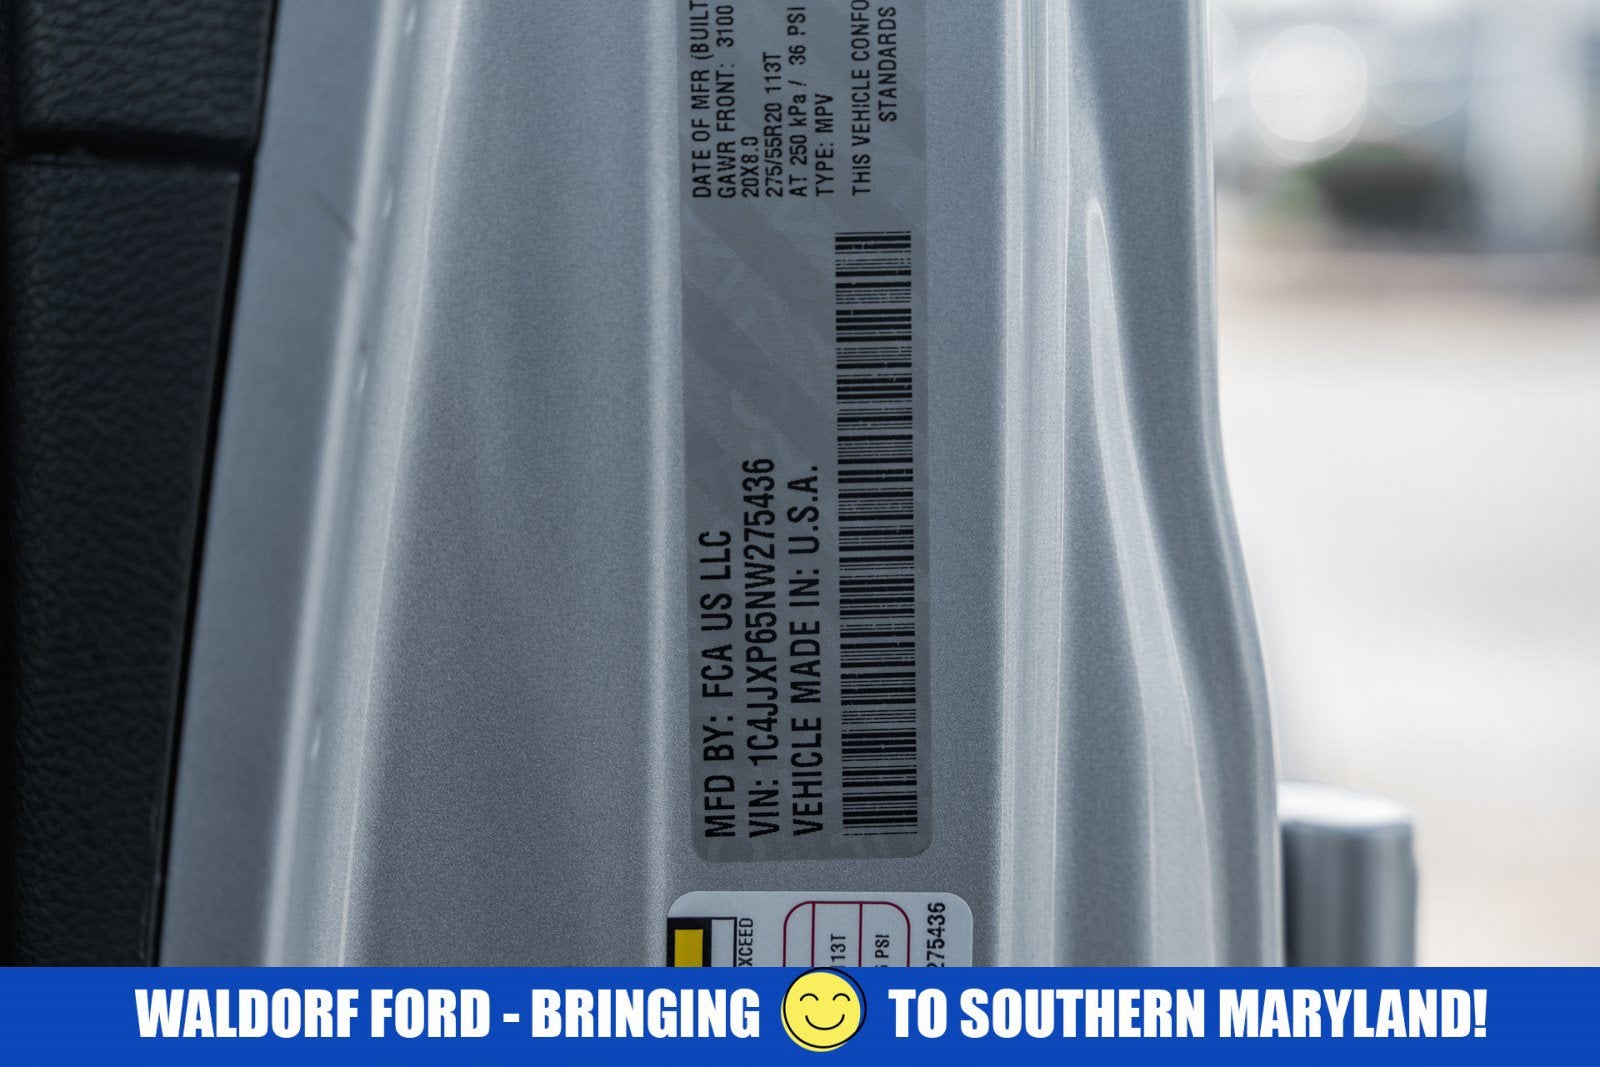 MFD BY: FCA US LLC
VIN: 1C4JJXP65NW275436
VEHICLE MADE IN: U.S.A.
DATE OF MFR (BUILT
GAWR FRONT: 3100
20X8.0
275/55R20 113T
AT 250 kPa / 36 PSI
TYPE: MPV
THIS VEHICLE CONFO
STANDARDS
XCEED
13T
PSI
275436
WALDORF FORD - BRINGING TO SOUTHERN MARYLAND!